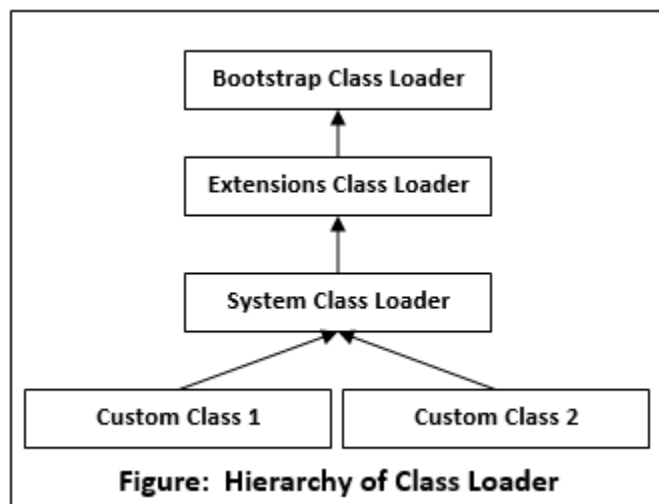 Bootstrap Class Loader
Extensions Class Loader
System Class Loader
Custom Class 1
Custom Class 2
Figure: Hierarchy of Class Loader